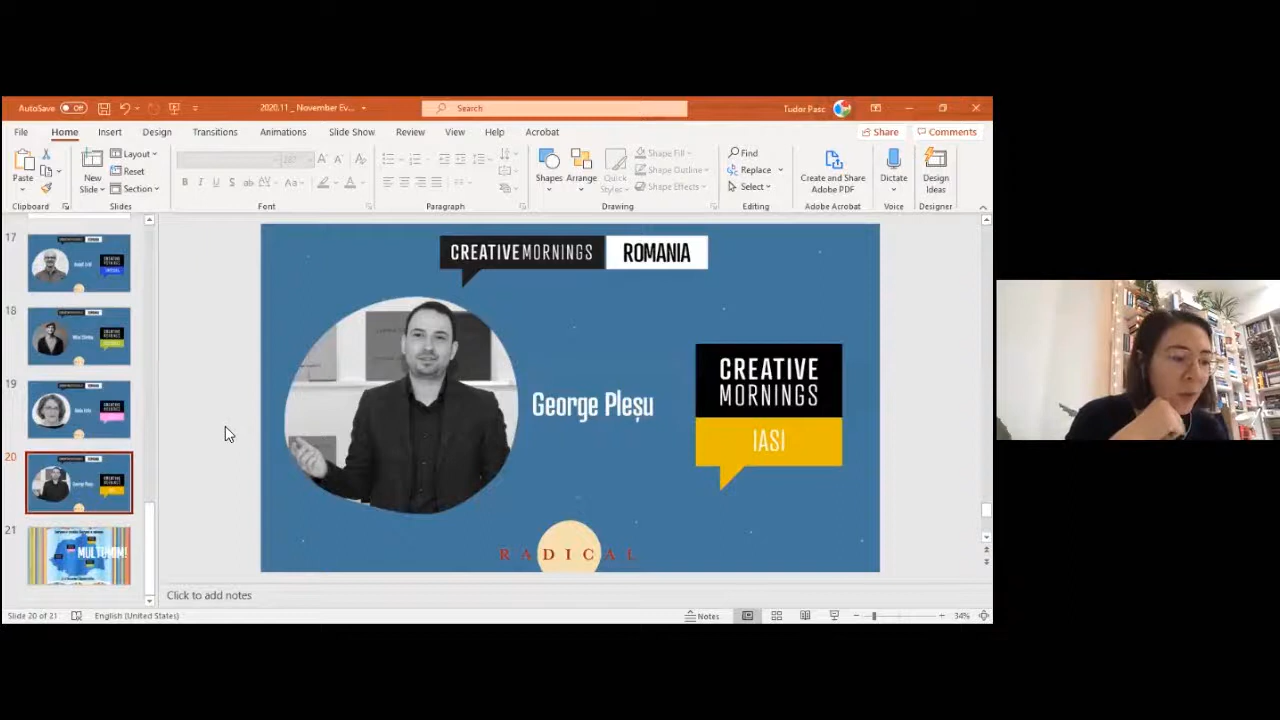 AutoSave Off 2020.11 _ November Ev... Search Tudor Pasc
File Home Insert Design Transitions Animations Slide Show Review View Help Acrobat Share Comments
Paste
New
Slide
Layout
Reset
Section
Shapes
Arrange
Quick
Styles
Shape Fill
Shape Outline
Shape Effects
Find
Replace
Select
Create and Share
Adobe PDF
Dictate
Design
Ideas
Clipboard Slides Font Paragraph Drawing Editing Adobe Acrobat Voice Designer
17
18
19
20
21
MULȚUMIM!
CREATIVEMORNINGS ROMANIA
George Pleșu
CREATIVE
MORNINGS
IASI
RADICAL
Click to add notes
Slide 20 of 21 English (United States) Notes 34%